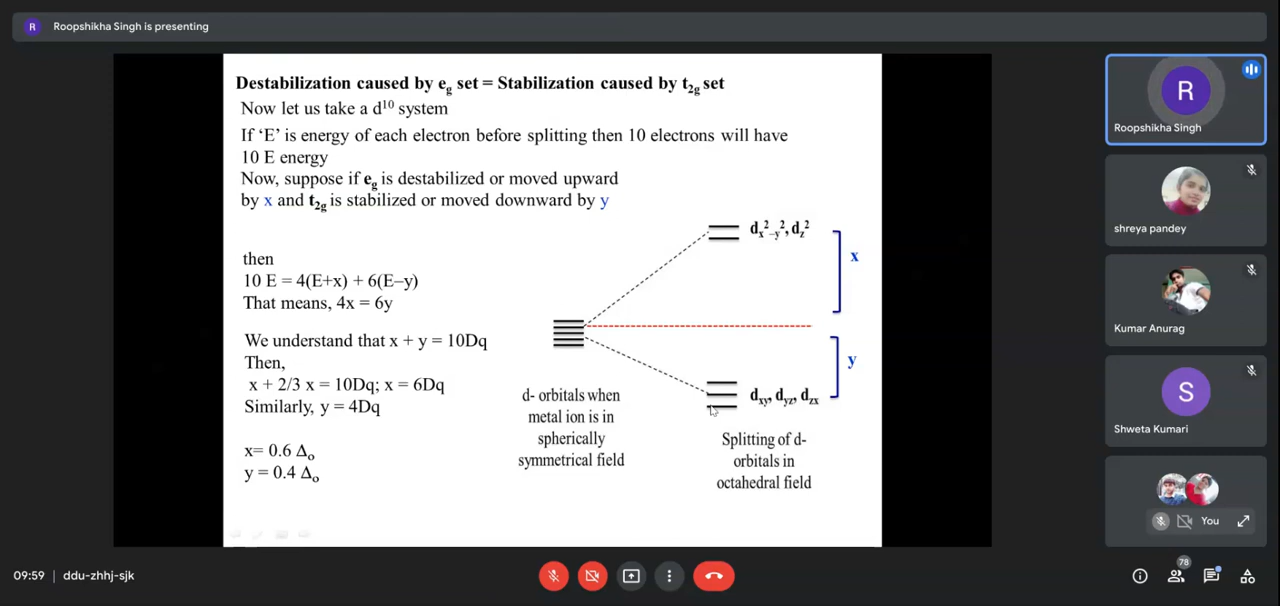 R Roopshikha Singh is presenting
Destabilization caused by eg set = Stabilization caused by t2g set
Now let us take a d¹⁰ system
If ‘E’ is energy of each electron before splitting then 10 electrons will have
10 E energy
Now, suppose if eg is destabilized or moved upward
by x and t2g is stabilized or moved downward by y
then
10 E = 4(E+x) + 6(E–y)
That means, 4x = 6y
We understand that x + y = 10Dq
Then,
x + 2/3 x = 10Dq; x = 6Dq
Similarly, y = 4Dq
x= 0.6 Δo
y = 0.4 Δo
dx²–y², dz²
x
y
dxy, dyz, dzx
d- orbitals when
metal ion is in
spherically
symmetrical field
Splitting of d-
orbitals in
octahedral field
R
Roopshikha Singh
shreya pandey
Kumar Anurag
S
Shweta Kumari
You
09:59 | ddu-zhhj-sjk
78